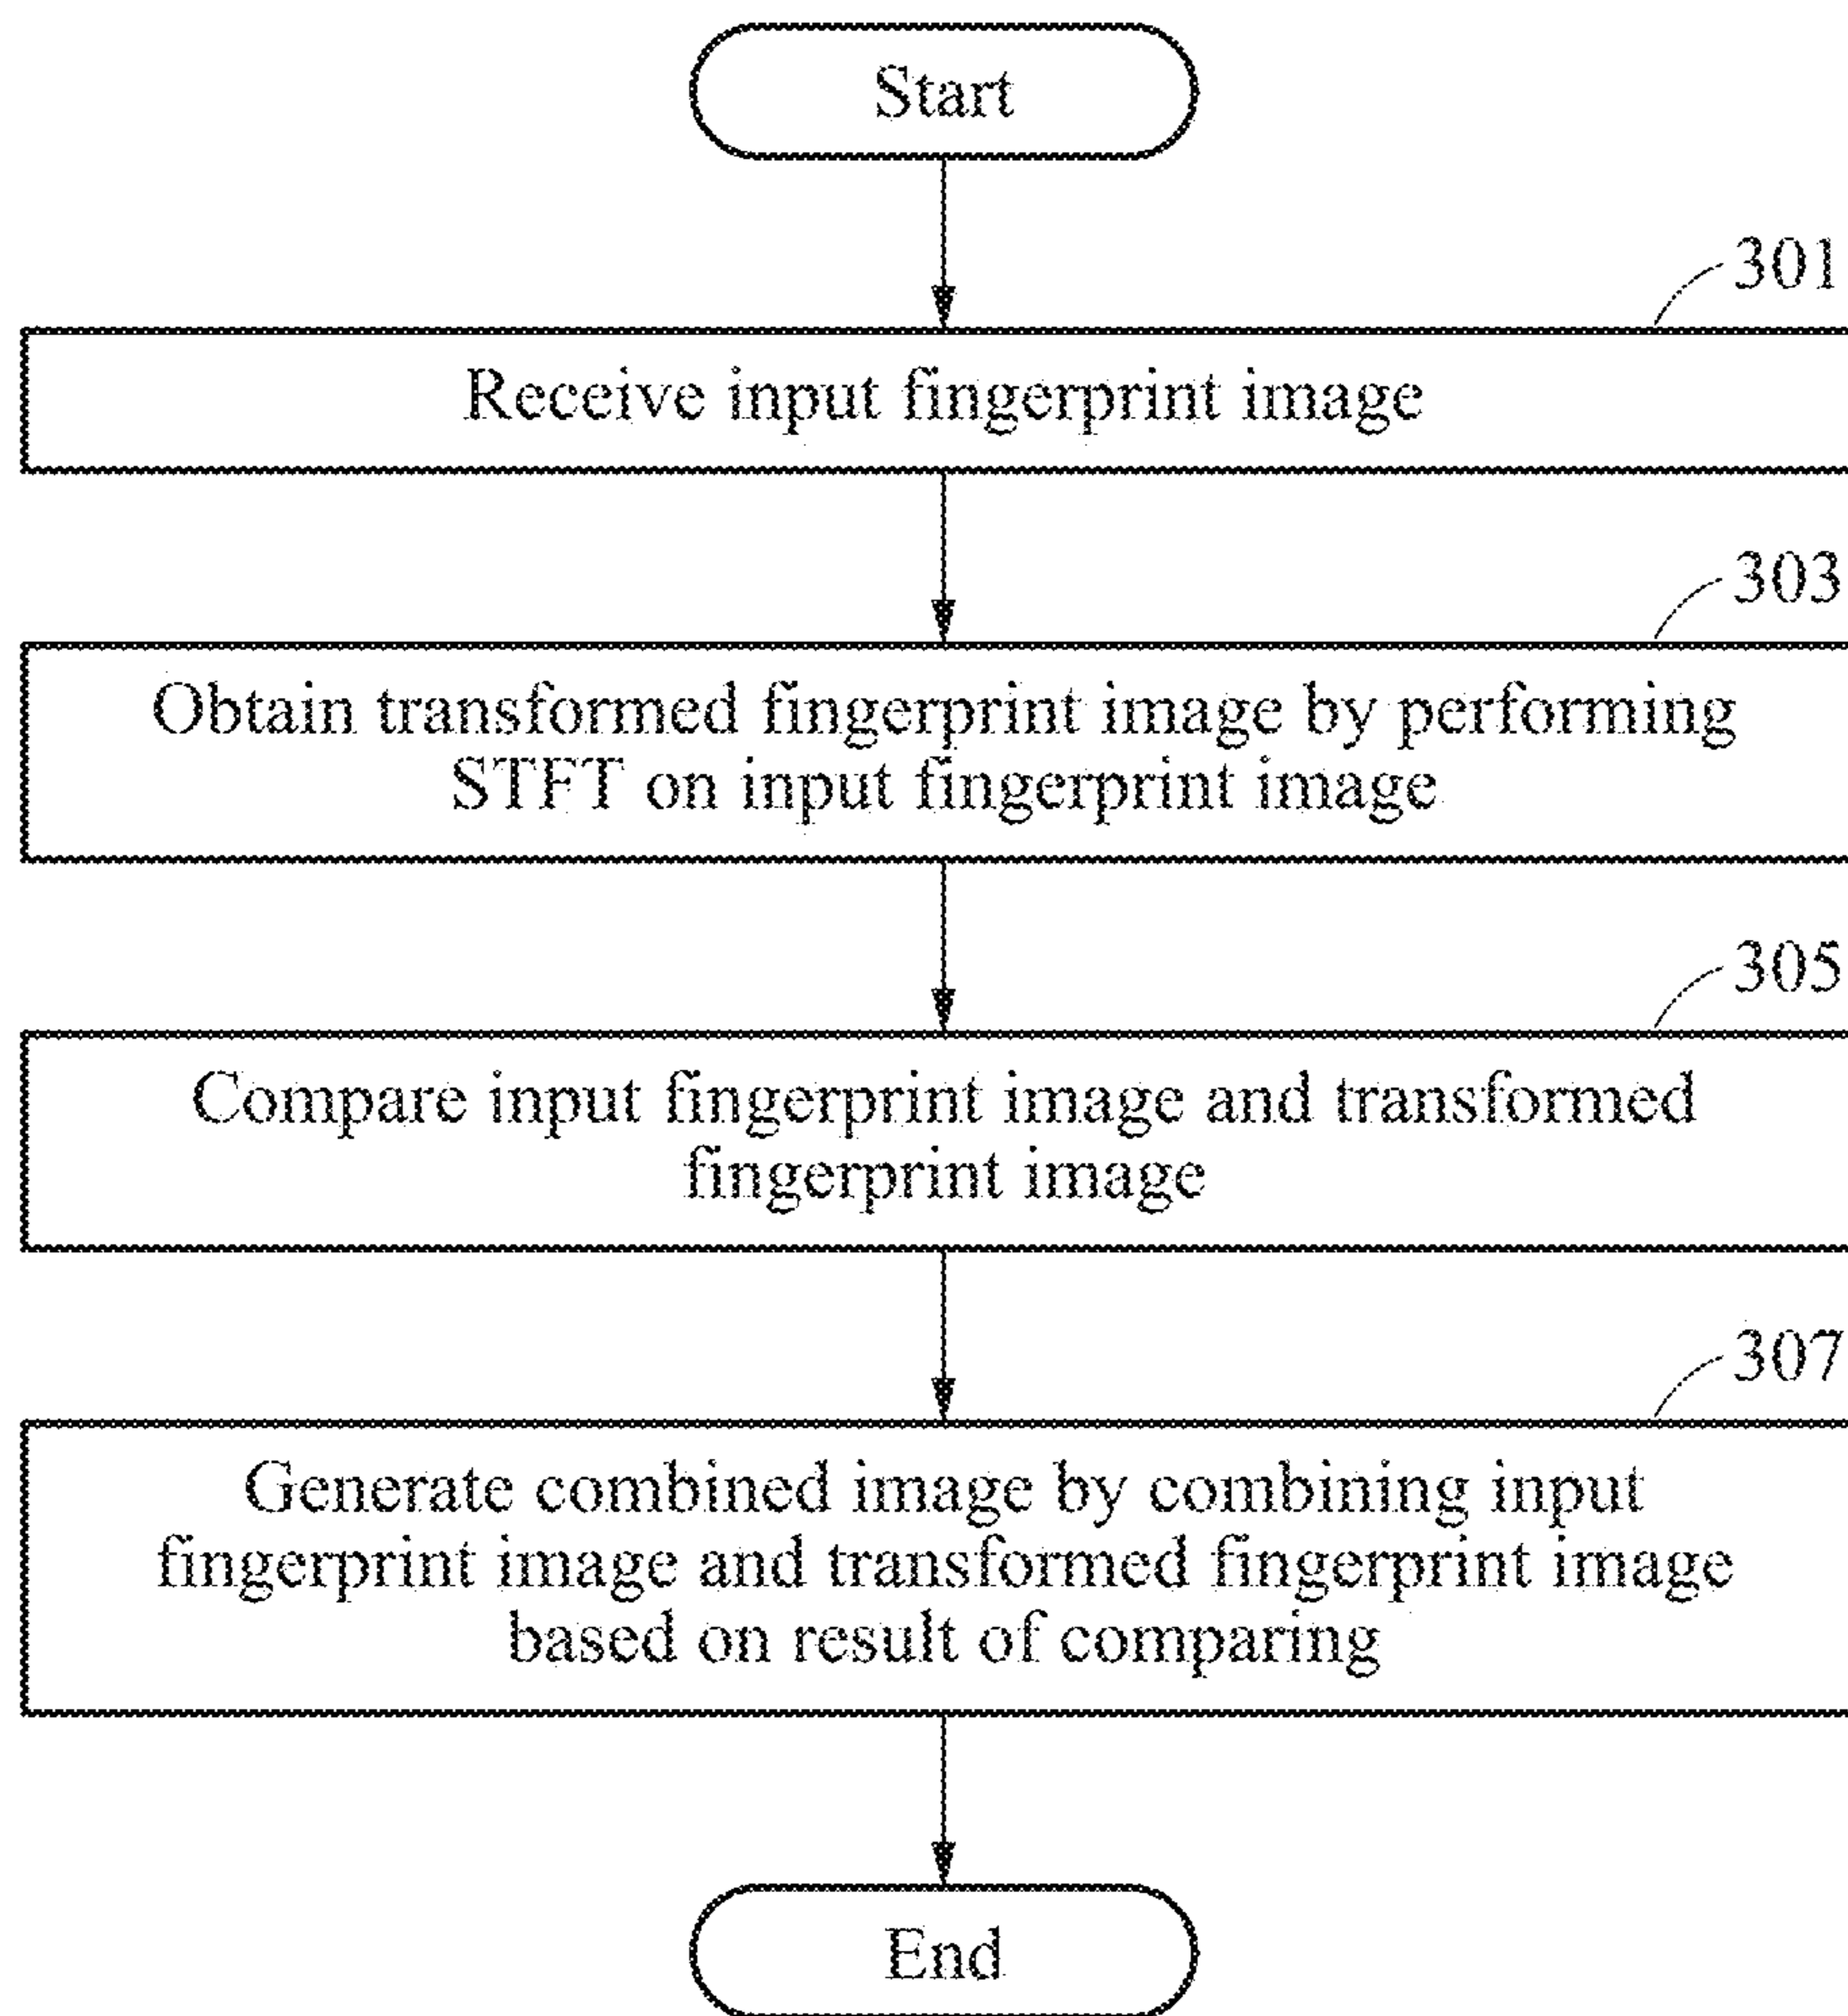 Start
301
Receive input fingerprint image
303
Obtain transformed fingerprint image by performing
STFT on input fingerprint image
305
Compare input fingerprint image and transformed
fingerprint image
307
Generate combined image by combining input
fingerprint image and transformed fingerprint image
based on result of comparing
End